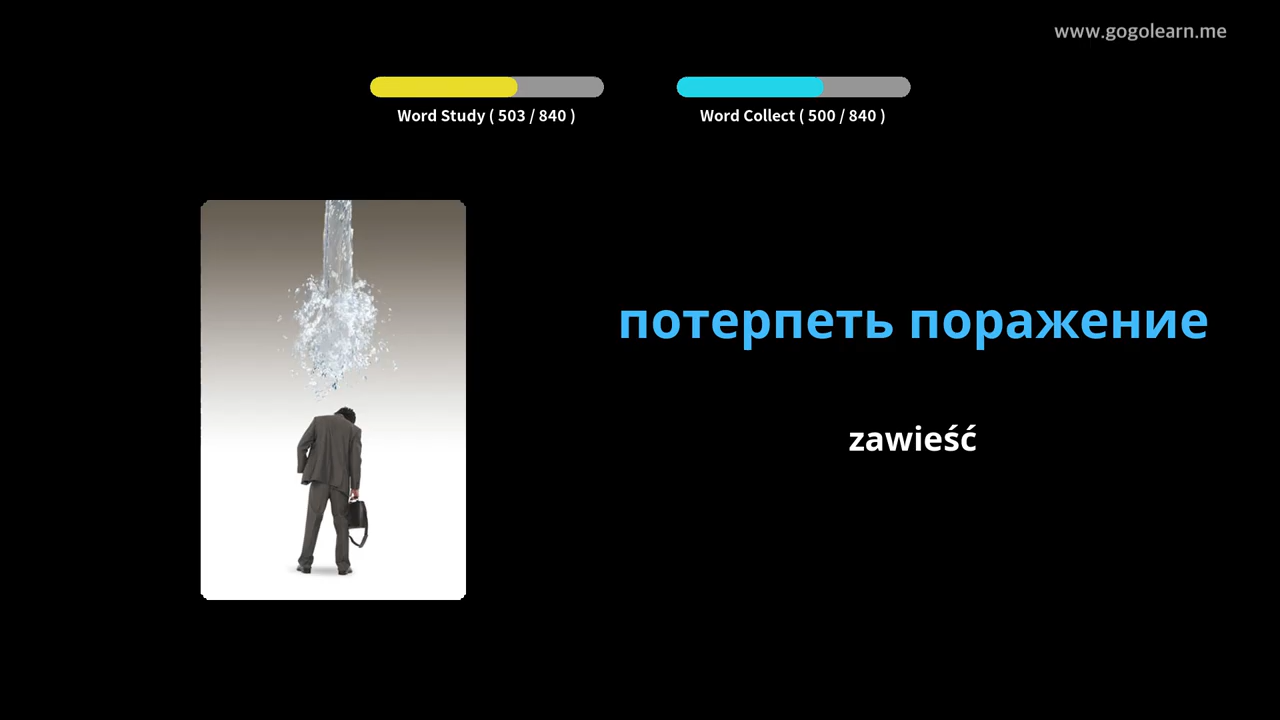 www.gogolearn.me
Word Study ( 503 / 840 )
Word Collect ( 500 / 840 )
потерпеть поражение
zawieść